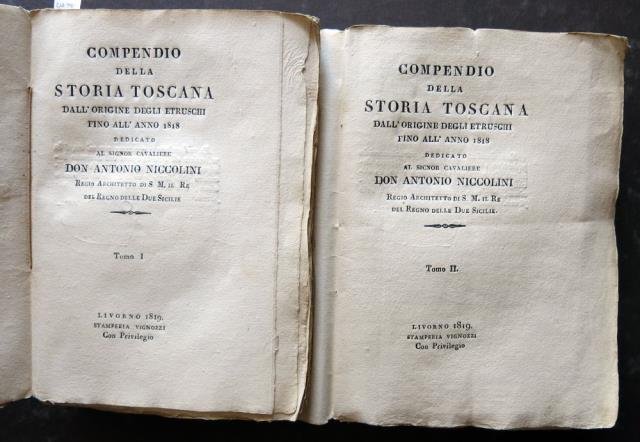 COMPENDIO
DELLA
STORIA TOSCANA
DALL'ORIGINE DEGLI ETRUSCHI
FINO ALL'ANNO 1818
DEDICATO
AL SIGNOR CAVALIERE
DON ANTONIO NICCOLINI
REGIO ARCHITETTO DI S. M. IL RE
DEL REGNO DELLE DUE SICILIE
Tomo I
LIVORNO 1819.
STAMPERIA VIGNOZZI
Con Privilegio
COMPENDIO
DELLA
STORIA TOSCANA
DALL'ORIGINE DEGLI ETRUSCHI
FINO ALL'ANNO 1818
DEDICATO
AL SIGNOR CAVALIERE
DON ANTONIO NICCOLINI
REGIO ARCHITETTO DI S. M. IL RE
DEL REGNO DELLE DUE SICILIE.
Tomo II.
LIVORNO 1819.
STAMPERIA VIGNOZZI
Con Privilegio